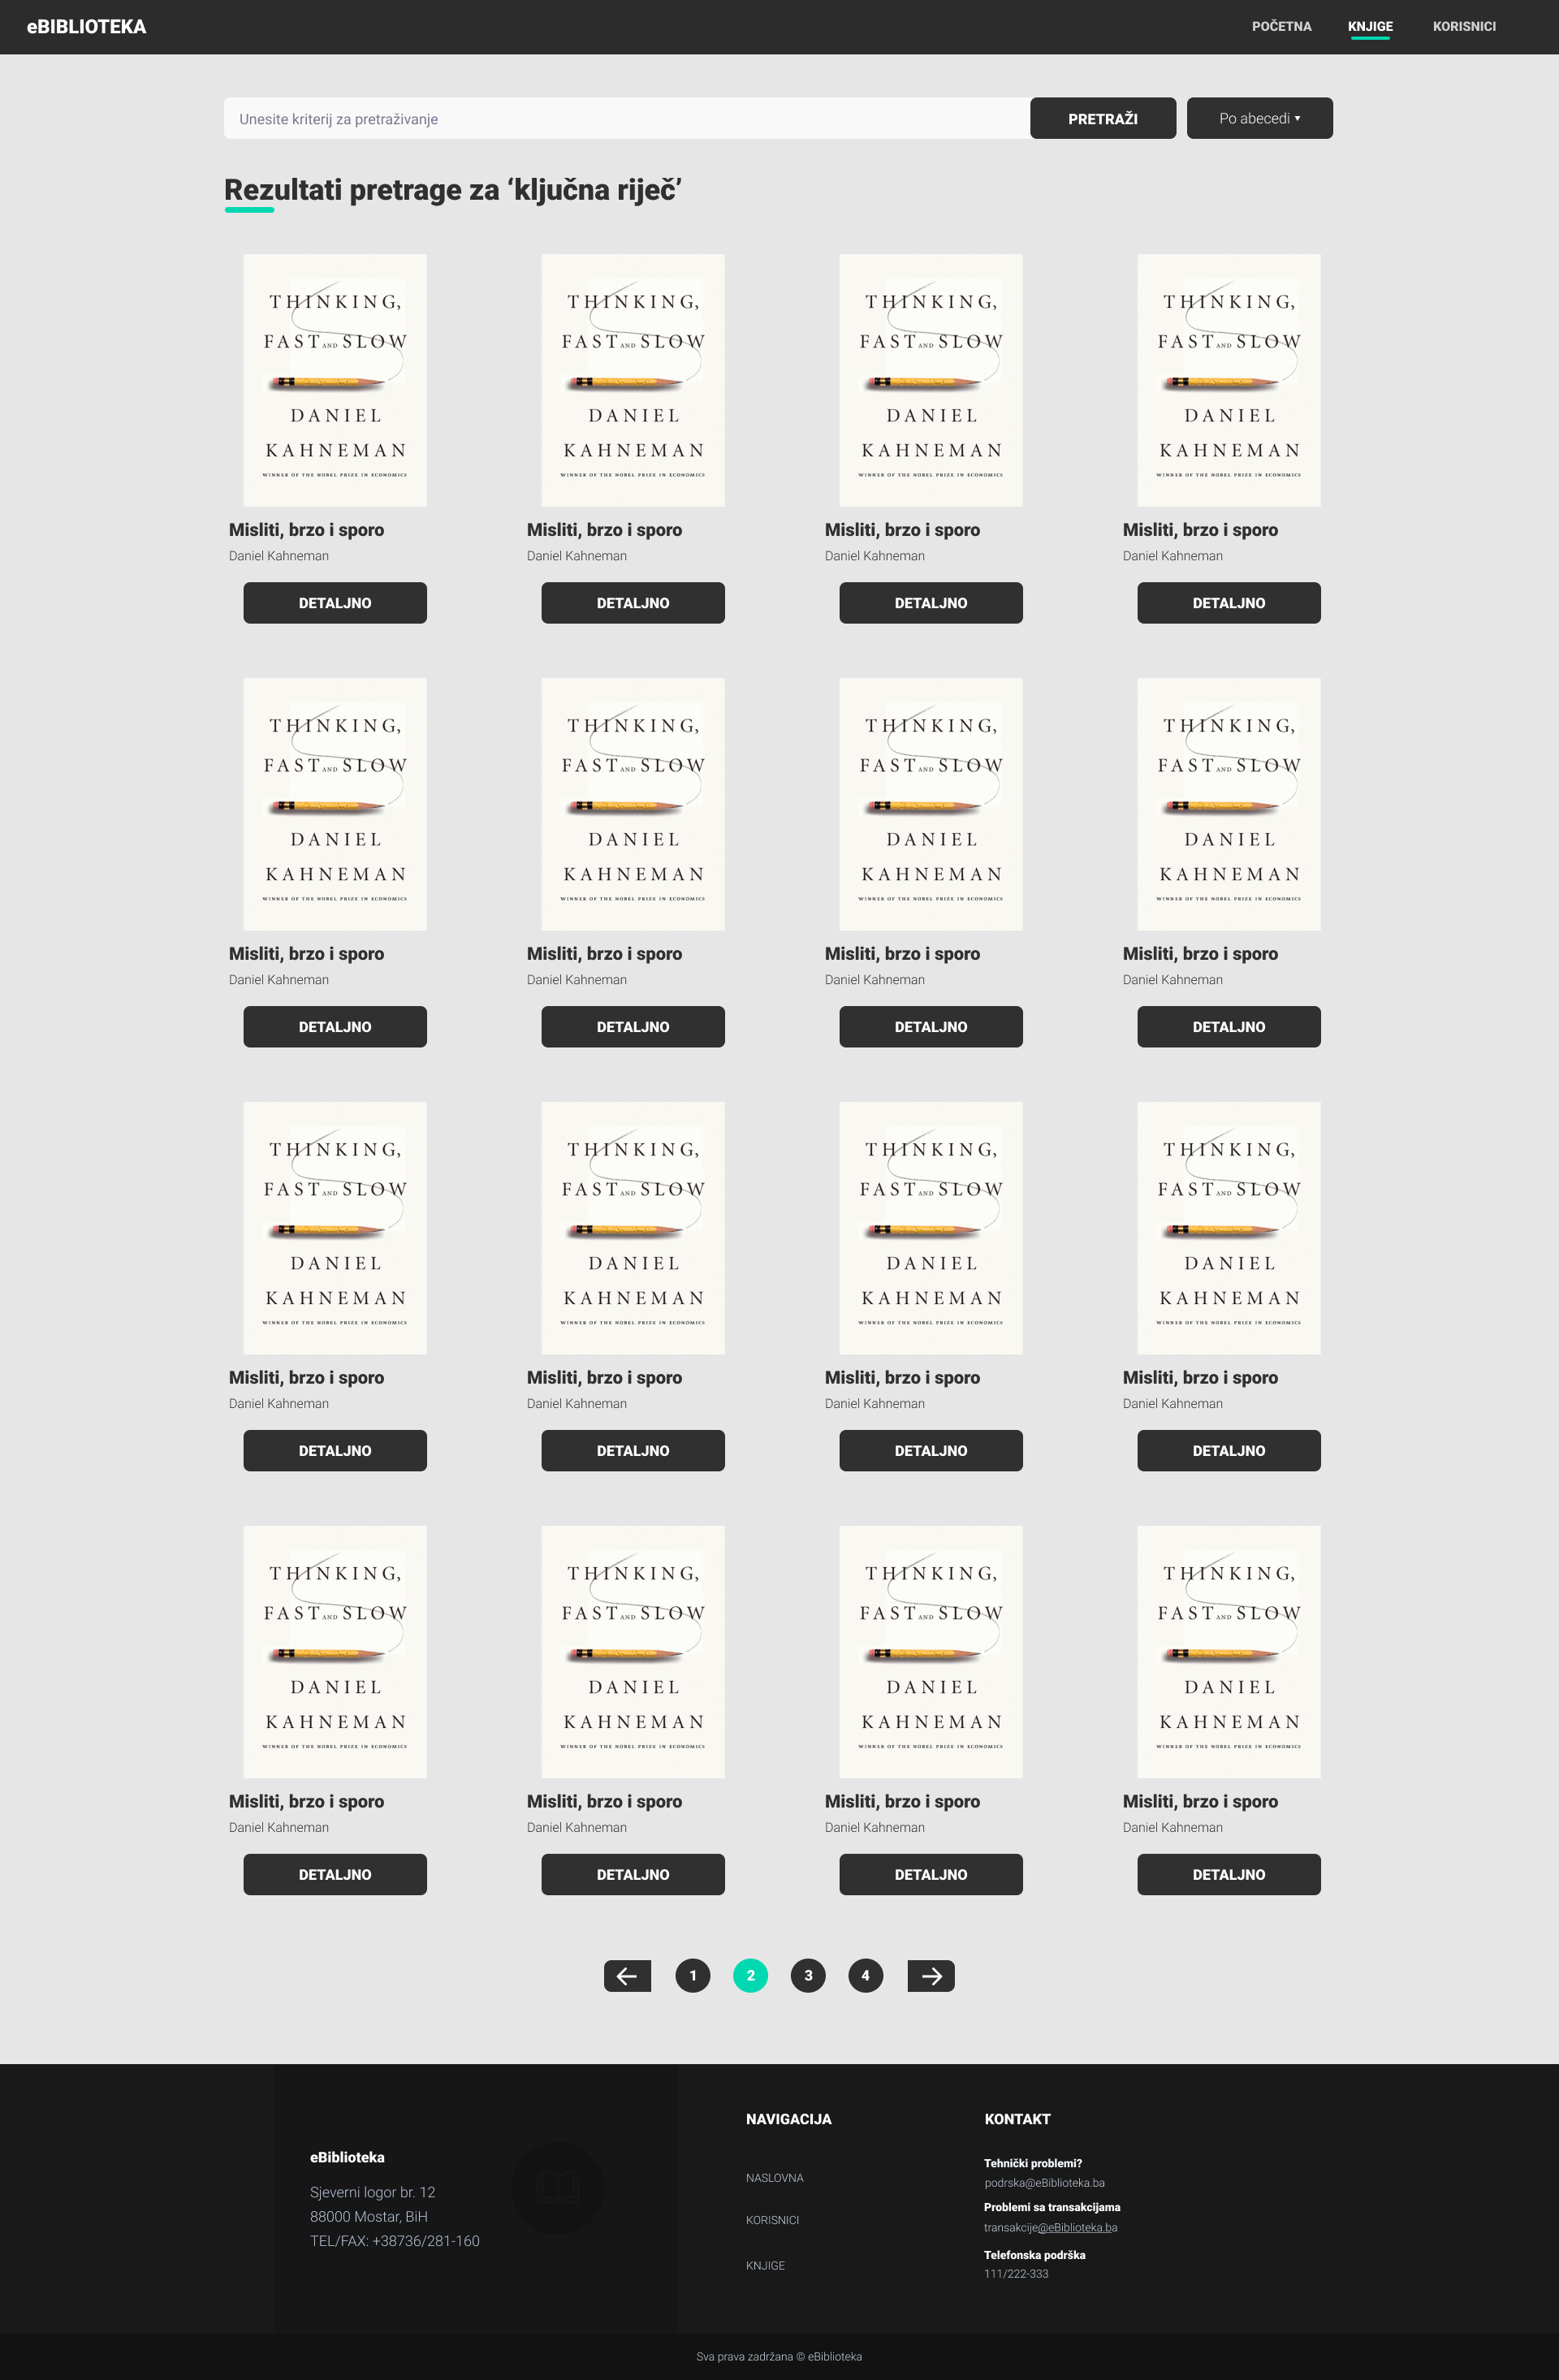 eBIBLIOTEKA
POČETNA KNJIGE KORISNICI
Unesite kriterij za pretraživanje PRETRAŽI Po abecedi ▾
Rezultati pretrage za ‘ključna riječ’
THINKING, THINKING, THINKING, THINKING,
FAST AND SLOW FAST AND SLOW FAST AND SLOW FAST AND SLOW
DANIEL DANIEL DANIEL DANIEL
KAHNEMAN KAHNEMAN KAHNEMAN KAHNEMAN
WINNER OF THE NOBEL PRIZE IN ECONOMICS WINNER OF THE NOBEL PRIZE IN ECONOMICS WINNER OF THE NOBEL PRIZE IN ECONOMICS WINNER OF THE NOBEL PRIZE IN ECONOMICS
Misliti, brzo i sporo Misliti, brzo i sporo Misliti, brzo i sporo Misliti, brzo i sporo
Daniel Kahneman Daniel Kahneman Daniel Kahneman Daniel Kahneman
DETALJNO DETALJNO DETALJNO DETALJNO
THINKING, THINKING, THINKING, THINKING,
FAST AND SLOW FAST AND SLOW FAST AND SLOW FAST AND SLOW
DANIEL DANIEL DANIEL DANIEL
KAHNEMAN KAHNEMAN KAHNEMAN KAHNEMAN
WINNER OF THE NOBEL PRIZE IN ECONOMICS WINNER OF THE NOBEL PRIZE IN ECONOMICS WINNER OF THE NOBEL PRIZE IN ECONOMICS WINNER OF THE NOBEL PRIZE IN ECONOMICS
Misliti, brzo i sporo Misliti, brzo i sporo Misliti, brzo i sporo Misliti, brzo i sporo
Daniel Kahneman Daniel Kahneman Daniel Kahneman Daniel Kahneman
DETALJNO DETALJNO DETALJNO DETALJNO
THINKING, THINKING, THINKING, THINKING,
FAST AND SLOW FAST AND SLOW FAST AND SLOW FAST AND SLOW
DANIEL DANIEL DANIEL DANIEL
KAHNEMAN KAHNEMAN KAHNEMAN KAHNEMAN
WINNER OF THE NOBEL PRIZE IN ECONOMICS WINNER OF THE NOBEL PRIZE IN ECONOMICS WINNER OF THE NOBEL PRIZE IN ECONOMICS WINNER OF THE NOBEL PRIZE IN ECONOMICS
Misliti, brzo i sporo Misliti, brzo i sporo Misliti, brzo i sporo Misliti, brzo i sporo
Daniel Kahneman Daniel Kahneman Daniel Kahneman Daniel Kahneman
DETALJNO DETALJNO DETALJNO DETALJNO
THINKING, THINKING, THINKING, THINKING,
FAST AND SLOW FAST AND SLOW FAST AND SLOW FAST AND SLOW
DANIEL DANIEL DANIEL DANIEL
KAHNEMAN KAHNEMAN KAHNEMAN KAHNEMAN
WINNER OF THE NOBEL PRIZE IN ECONOMICS WINNER OF THE NOBEL PRIZE IN ECONOMICS WINNER OF THE NOBEL PRIZE IN ECONOMICS WINNER OF THE NOBEL PRIZE IN ECONOMICS
Misliti, brzo i sporo Misliti, brzo i sporo Misliti, brzo i sporo Misliti, brzo i sporo
Daniel Kahneman Daniel Kahneman Daniel Kahneman Daniel Kahneman
DETALJNO DETALJNO DETALJNO DETALJNO
← 1 2 3 4 →
eBiblioteka
Sjeverni logor br. 12
88000 Mostar, BiH
TEL/FAX: +38736/281-160
NAVIGACIJA
NASLOVNA
KORISNICI
KNJIGE
KONTAKT
Tehnički problemi?
podrska@eBiblioteka.ba
Problemi sa transakcijama
transakcije@eBiblioteka.ba
Telefonska podrška
111/222-333
Sva prava zadržana © eBiblioteka